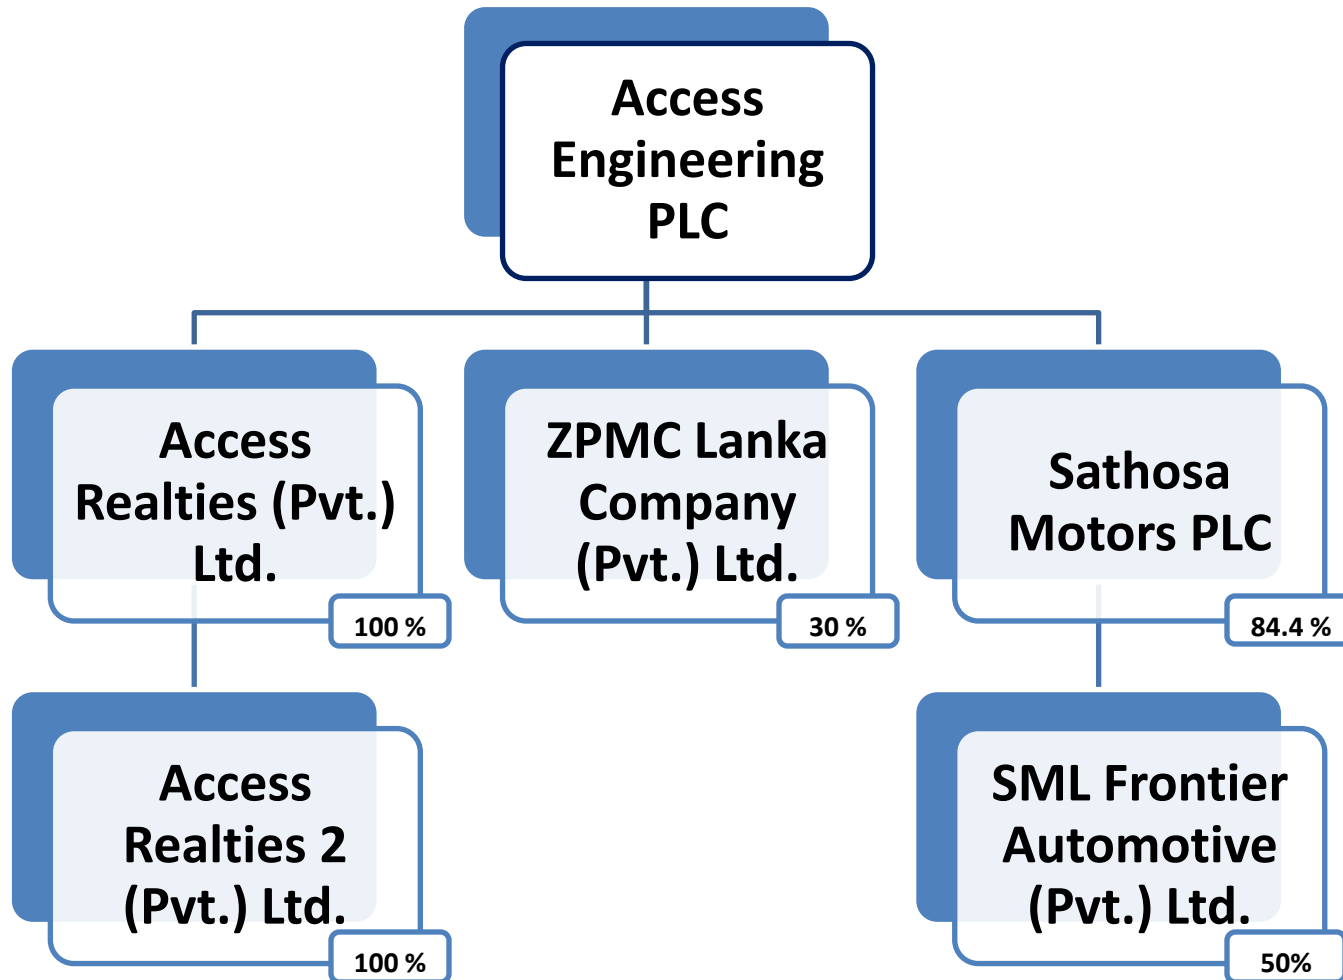 Access
Engineering
PLC
Access
Realties (Pvt.)
Ltd.
100 %
ZPMC Lanka
Company
(Pvt.) Ltd.
30 %
Sathosa
Motors PLC
84.4 %
Access
Realties 2
(Pvt.) Ltd.
100 %
SML Frontier
Automotive
(Pvt.) Ltd.
50%